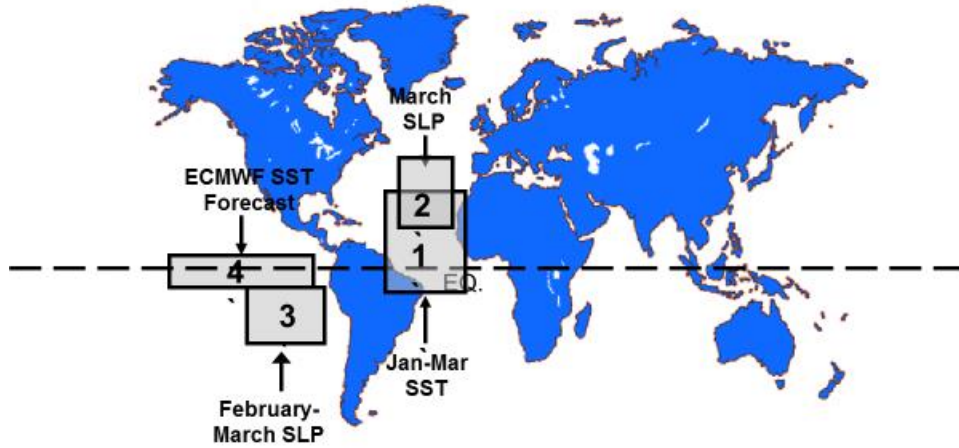 March
SLP
ECMWF SST
Forecast
2
1
4
EQ.
3
Jan-Mar
SST
February-
March SLP